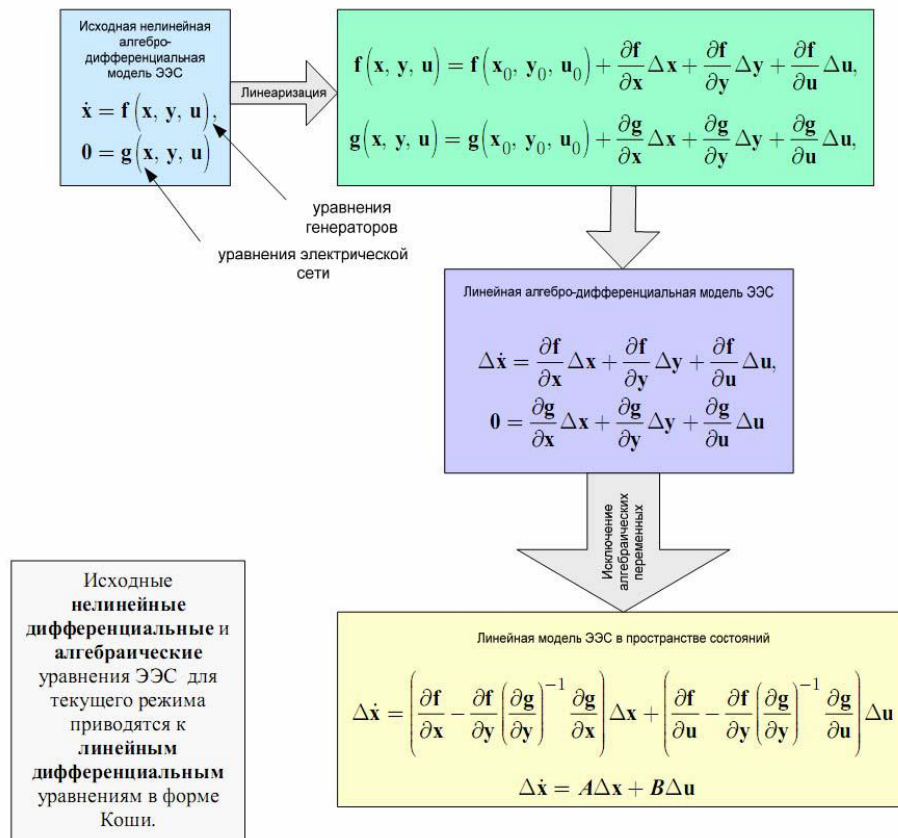 Исходная нелинейная
алгебро-
дифференциальная
модель ЭЭС
ẋ = f(x, y, u),
0 = g(x, y, u)
Линеаризация
f(x, y, u) = f(x₀, y₀, u₀) + ∂f/∂x Δx + ∂f/∂y Δy + ∂f/∂u Δu,
g(x, y, u) = g(x₀, y₀, u₀) + ∂g/∂x Δx + ∂g/∂y Δy + ∂g/∂u Δu,
уравнения
генераторов
уравнения электрической
сети
Линейная алгебро-дифференциальная модель ЭЭС
Δẋ = ∂f/∂x Δx + ∂f/∂y Δy + ∂f/∂u Δu,
0 = ∂g/∂x Δx + ∂g/∂y Δy + ∂g/∂u Δu
Исключение
алгебраических
переменных
Исходные
нелинейные
дифференциальные и
алгебраические
уравнения ЭЭС для
текущего режима
приводятся к
линейным
дифференциальным
уравнениям в форме
Коши.
Линейная модель ЭЭС в пространстве состояний
Δẋ = (∂f/∂x − ∂f/∂y (∂g/∂y)⁻¹ ∂g/∂x) Δx + (∂f/∂u − ∂f/∂y (∂g/∂y)⁻¹ ∂g/∂u) Δu
Δẋ = AΔx + BΔu